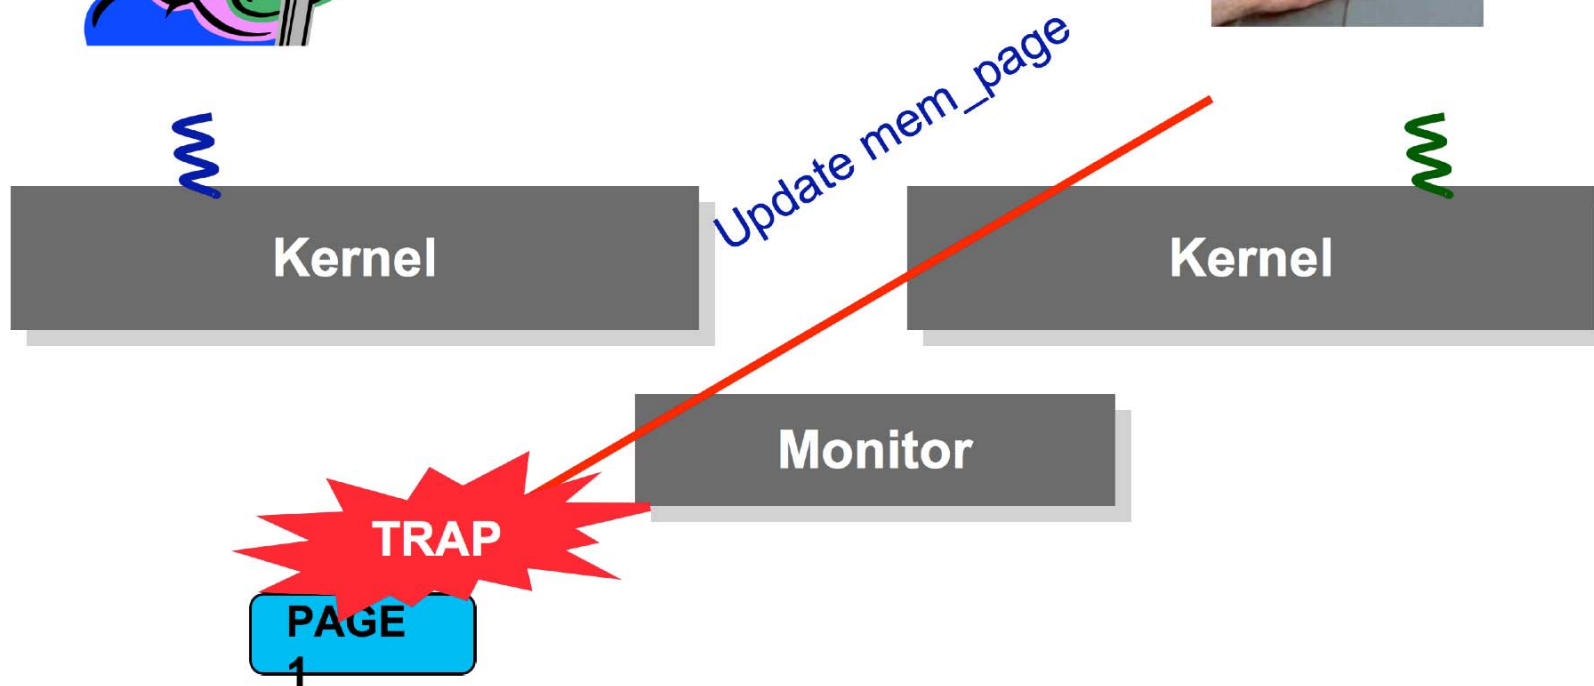 Update mem_page
Kernel
Kernel
Monitor
TRAP
PAGE
1